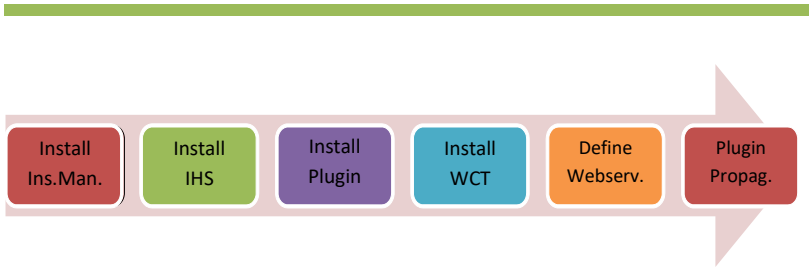 Install
Ins.Man.
Install
IHS
Install
Plugin
Install
WCT
Define
Webserv.
Plugin
Propag.